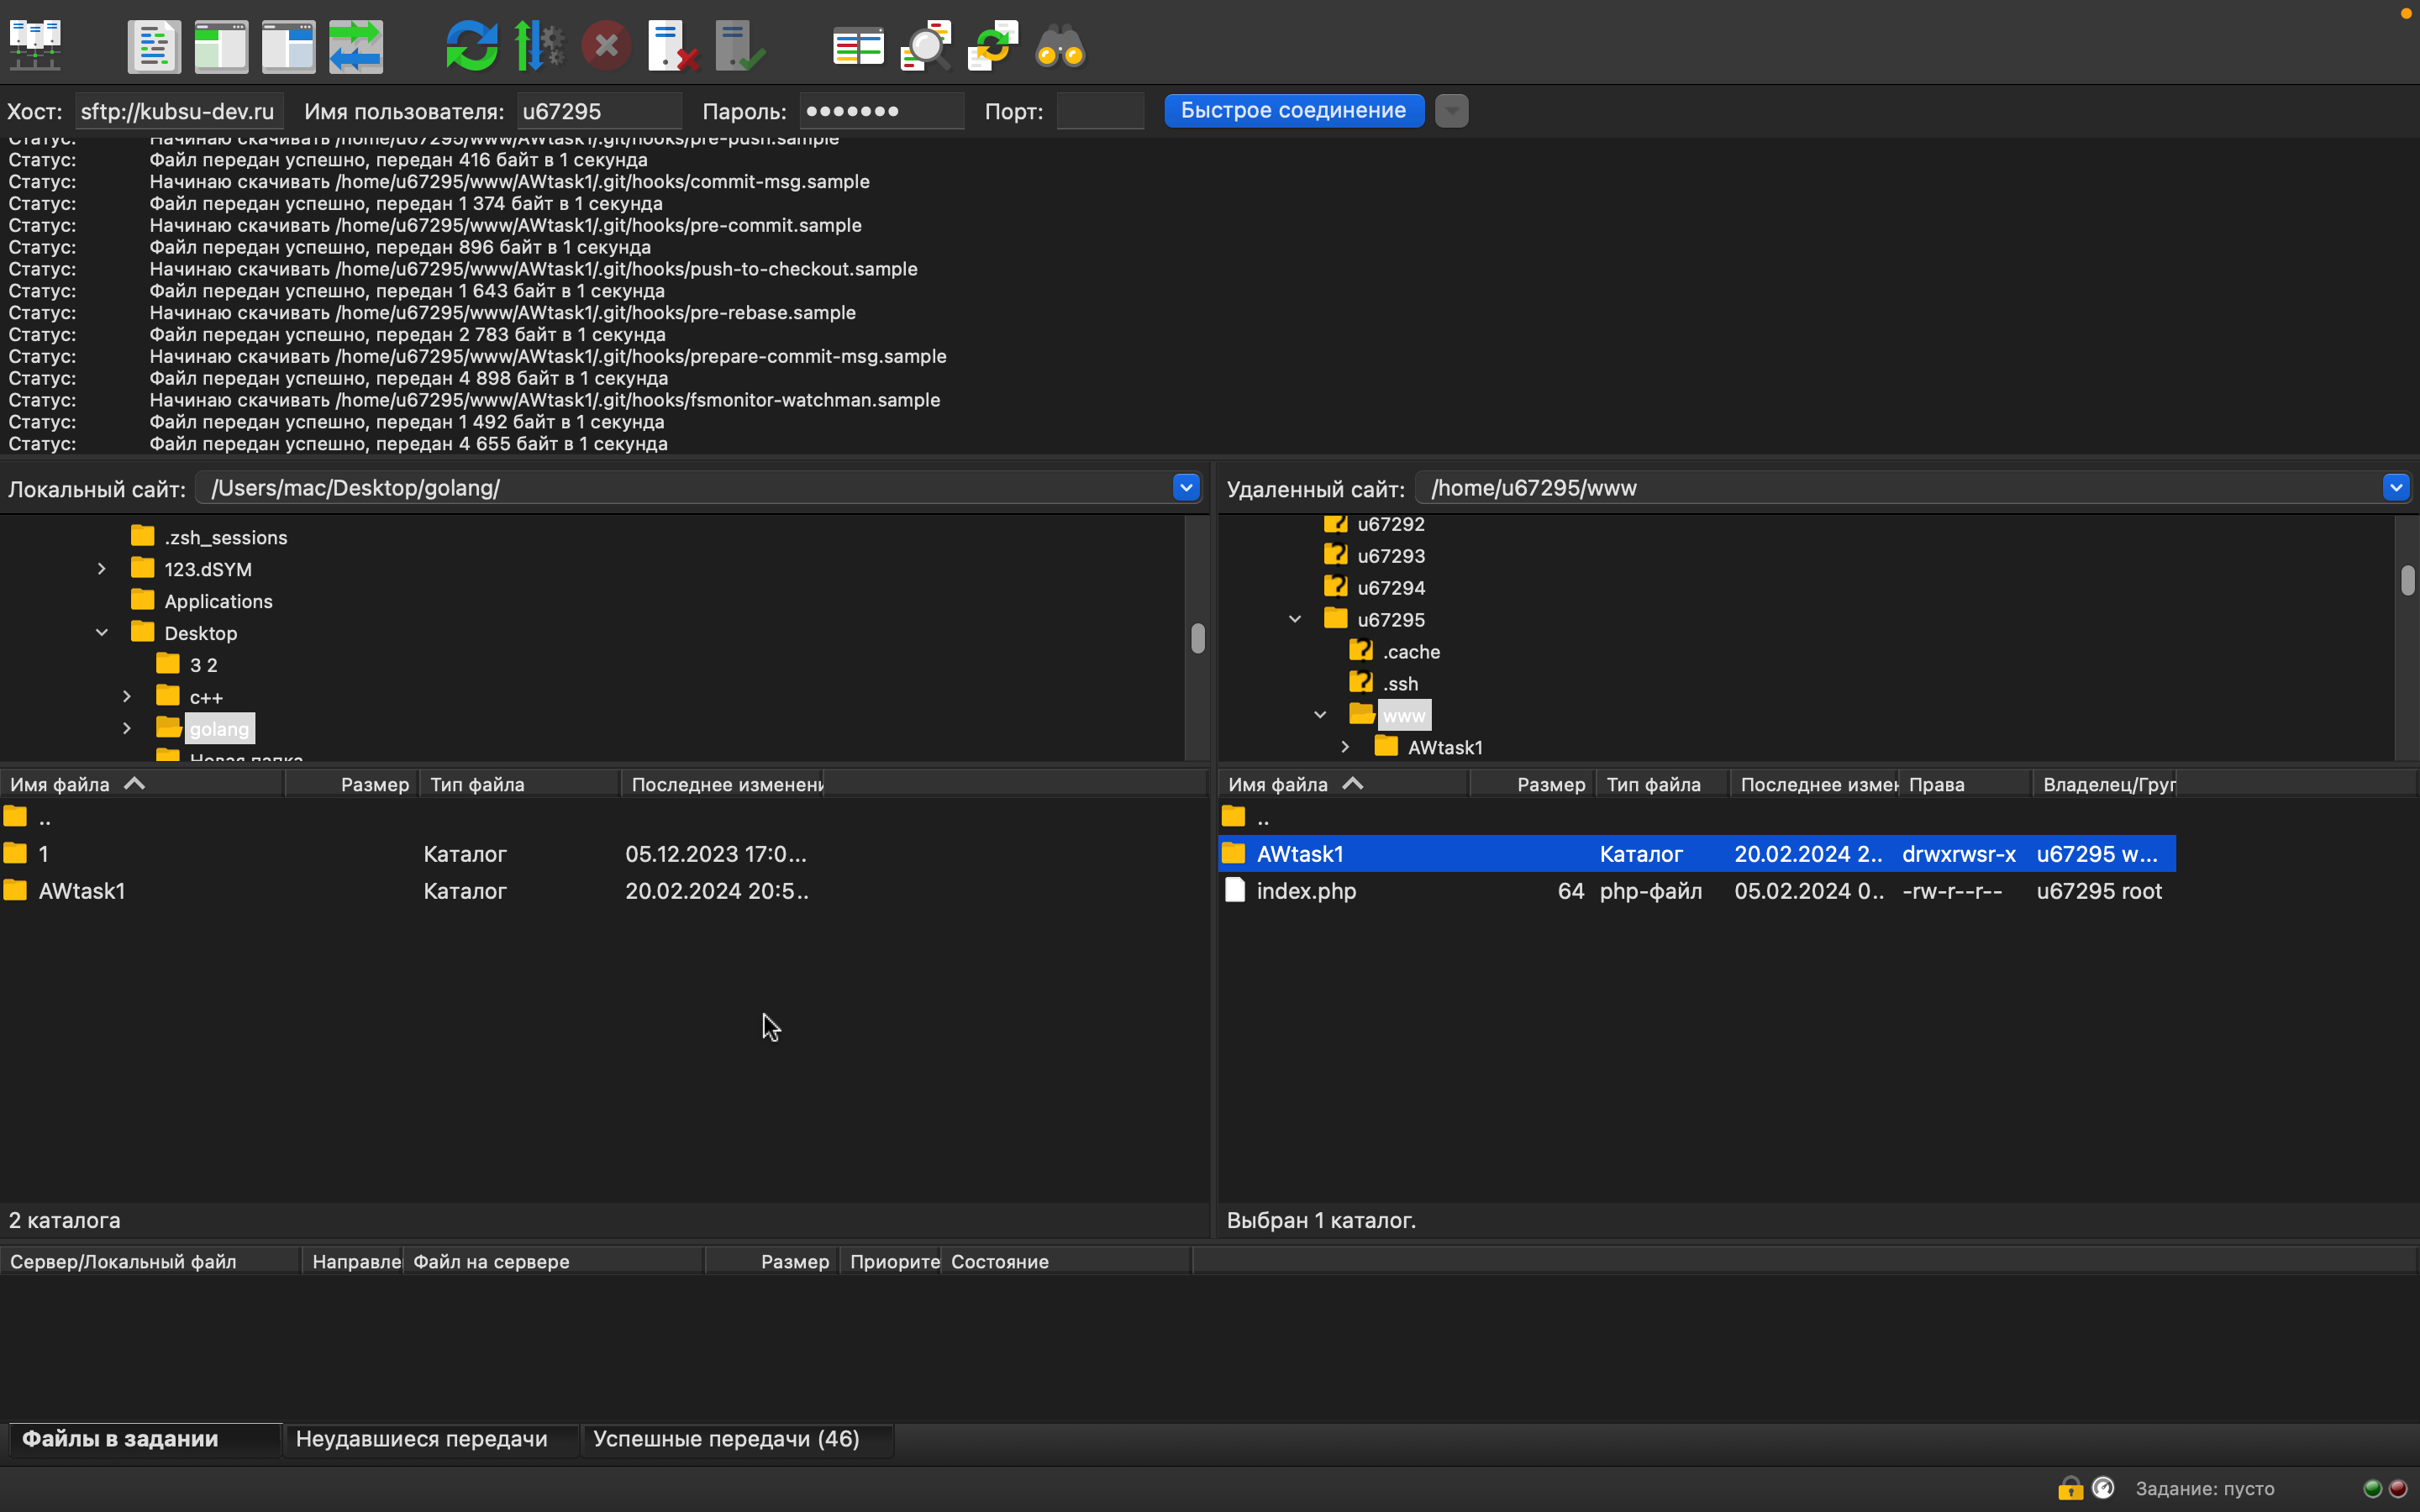 Хост: sftp://kubsu-dev.ru Имя пользователя: u67295 Пароль: ●●●●●●● Порт: Быстрое соединение
Статус: Начинаю скачивать /home/u67295/www/AWtask1/.git/hooks/pre-push.sample
Статус: Файл передан успешно, передан 416 байт в 1 секунда
Статус: Начинаю скачивать /home/u67295/www/AWtask1/.git/hooks/commit-msg.sample
Статус: Файл передан успешно, передан 1 374 байт в 1 секунда
Статус: Начинаю скачивать /home/u67295/www/AWtask1/.git/hooks/pre-commit.sample
Статус: Файл передан успешно, передан 896 байт в 1 секунда
Статус: Начинаю скачивать /home/u67295/www/AWtask1/.git/hooks/push-to-checkout.sample
Статус: Файл передан успешно, передан 1 643 байт в 1 секунда
Статус: Начинаю скачивать /home/u67295/www/AWtask1/.git/hooks/pre-rebase.sample
Статус: Файл передан успешно, передан 2 783 байт в 1 секунда
Статус: Начинаю скачивать /home/u67295/www/AWtask1/.git/hooks/prepare-commit-msg.sample
Статус: Файл передан успешно, передан 4 898 байт в 1 секунда
Статус: Начинаю скачивать /home/u67295/www/AWtask1/.git/hooks/fsmonitor-watchman.sample
Статус: Файл передан успешно, передан 1 492 байт в 1 секунда
Статус: Файл передан успешно, передан 4 655 байт в 1 секунда
Локальный сайт: /Users/mac/Desktop/golang/
.zsh_sessions
123.dSYM
Applications
Desktop
3 2
c++
golang
Новая папка
Имя файла Размер Тип файла Последнее изменени
..
1 Каталог 05.12.2023 17:0...
AWtask1 Каталог 20.02.2024 20:5..
2 каталога
Удаленный сайт: /home/u67295/www
u67292
u67293
u67294
u67295
.cache
.ssh
www
AWtask1
Имя файла Размер Тип файла Последнее измен Права Владелец/Груп
..
AWtask1 Каталог 20.02.2024 2.. drwxrwsr-x u67295 w...
index.php 64 php-файл 05.02.2024 0.. -rw-r--r-- u67295 root
Выбран 1 каталог.
Сервер/Локальный файл Направле Файл на сервере Размер Приорите Состояние
Файлы в задании Неудавшиеся передачи Успешные передачи (46)
Задание: пусто